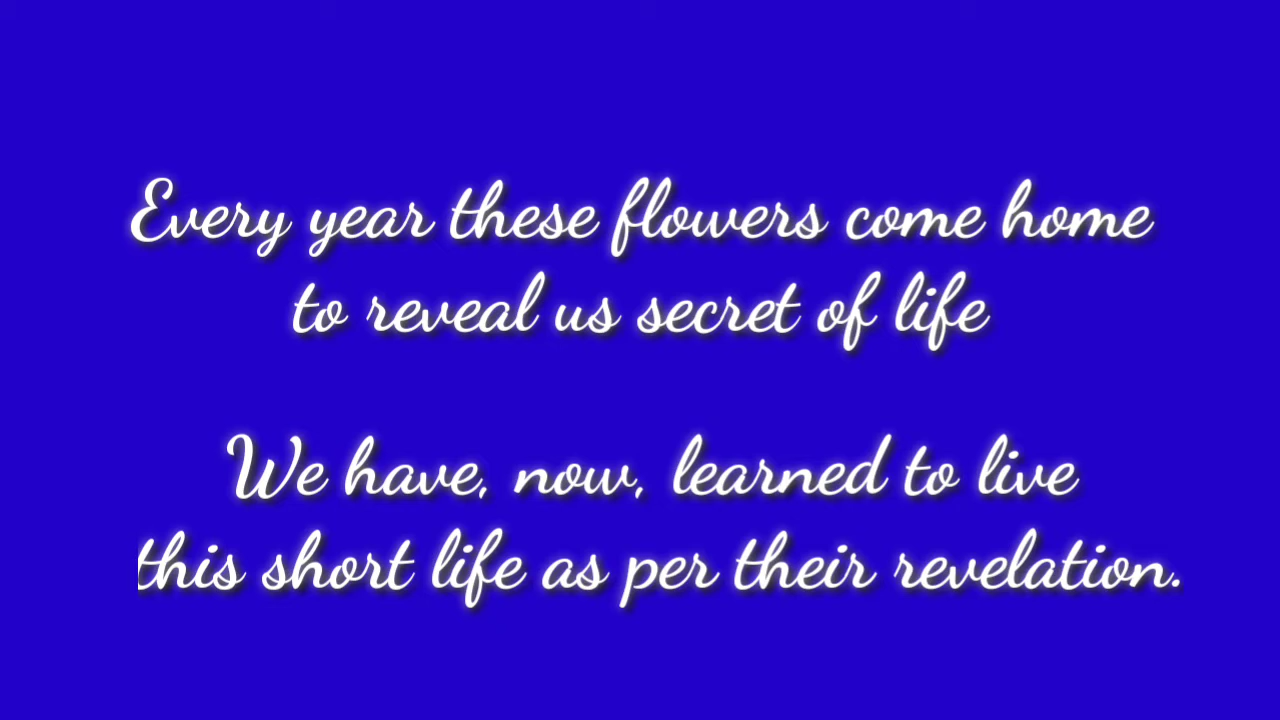 Every year these flowers come home
to reveal us secret of life
We have, now, learned to live
this short life as per their revelation.